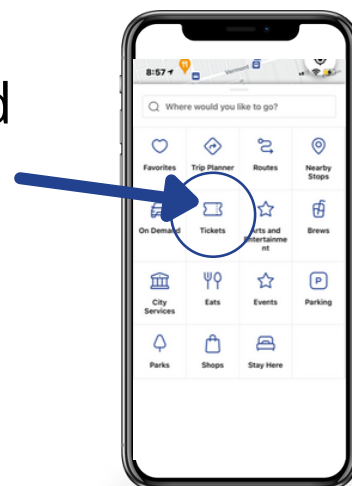 d
8:57
Vermont
Where would you like to go?
Favorites Trip Planner Routes Nearby
Stops
On Demand Tickets Arts and
Entertainme
nt Brews
City
Services Eats Events Parking
P
Parks Shops Stay Here